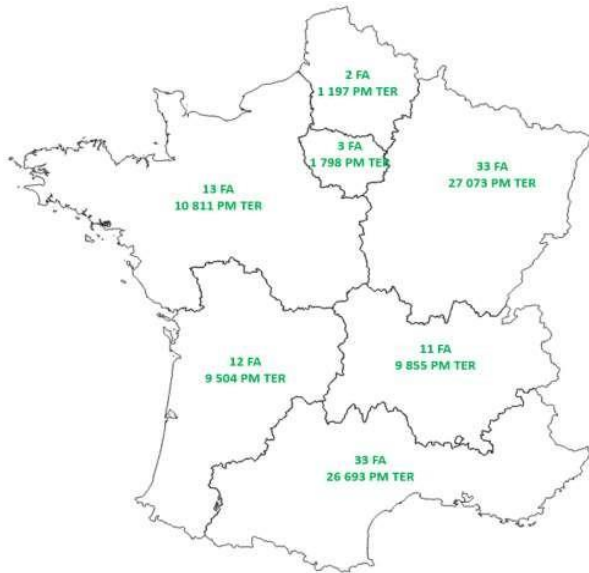 2 FA
1 197 PM TER
3 FA
1 798 PM TER
33 FA
27 073 PM TER
13 FA
10 811 PM TER
12 FA
9 504 PM TER
11 FA
9 855 PM TER
33 FA
26 693 PM TER